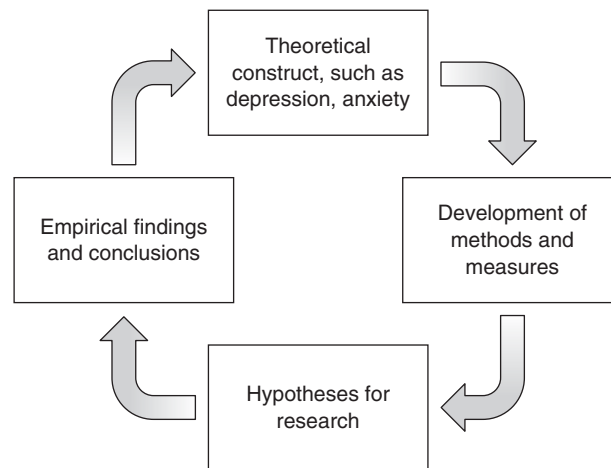 Theoretical
construct, such as
depression, anxiety
Development of
methods and
measures
Hypotheses for
research
Empirical findings
and conclusions